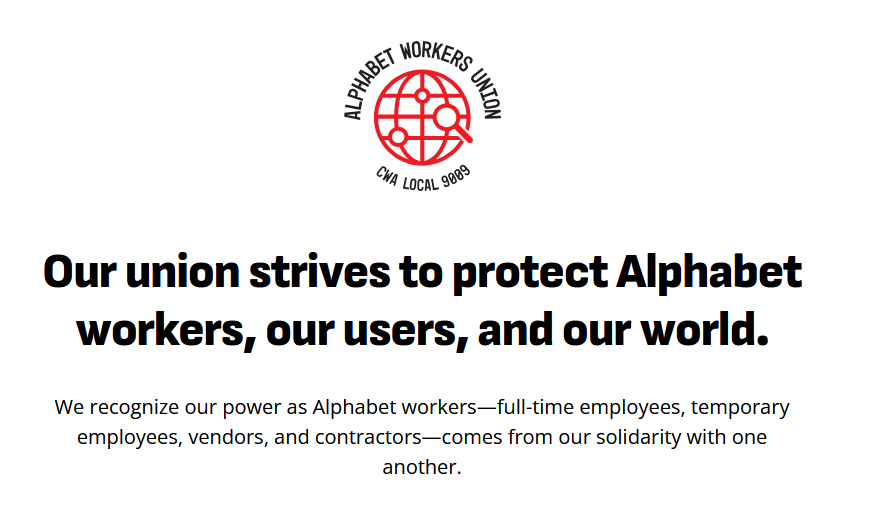 ALPHABET WORKERS UNION
CWA LOCAL 9009
Our union strives to protect Alphabet
workers, our users, and our world.
We recognize our power as Alphabet workers—full-time employees, temporary
employees, vendors, and contractors—comes from our solidarity with one
another.